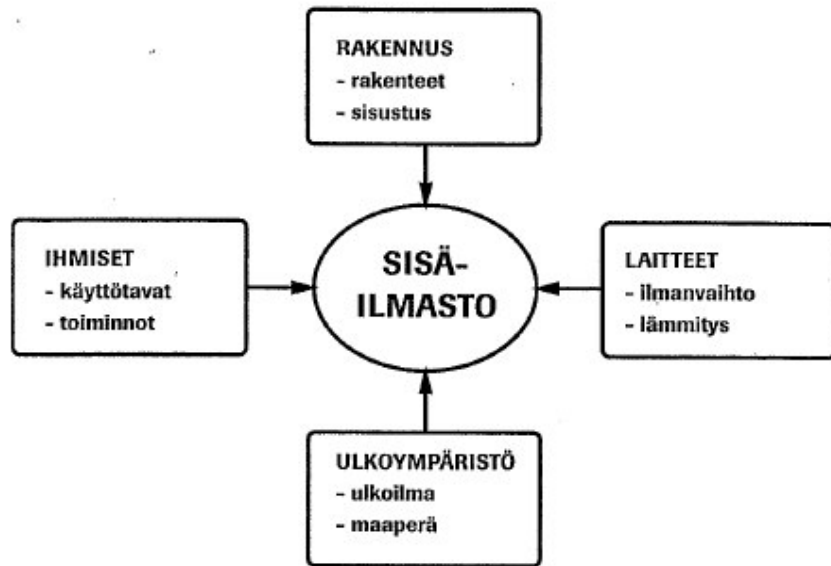 RAKENNUS
- rakenteet
- sisustus
IHMISET
- käyttötavat
- toiminnot
SISÄ-
ILMASTO
LAITTEET
- ilmanvaihto
- lämmitys
ULKOYMPÄRISTÖ
- ulkoilma
- maaperä